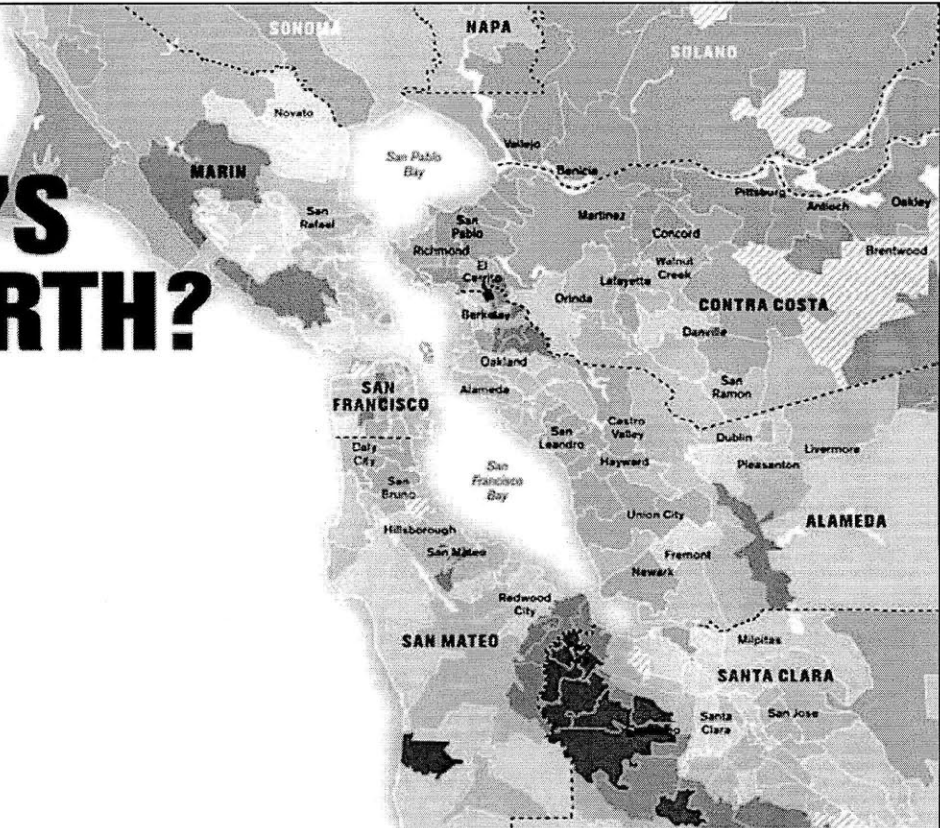 SONOMA
NAPA
SOLANO
Novato
San Pablo
Bay
Vallejo
Benicia
MARIN
San
Rafael
Pittsburg
Antioch
Oakley
YS
RTH?
San
Pablo
Richmond
El
Cerrito
Martinez
Concord
Walnut
Creek
Lafayette
Brentwood
Orinda
CONTRA COSTA
Berkeley
Danville
Oakland
Alameda
San
Ramon
SAN
FRANCISCO
Castro
Valley
San
Leandro
Hayward
Dublin
Livermore
Pleasanton
Daly
City
San
Bruno
San
Francisco
Bay
Union City
ALAMEDA
Hillsborough
San Mateo
Fremont
Newark
Redwood
City
SAN MATEO
Milpitas
SANTA CLARA
Santa
Clara
San Jose